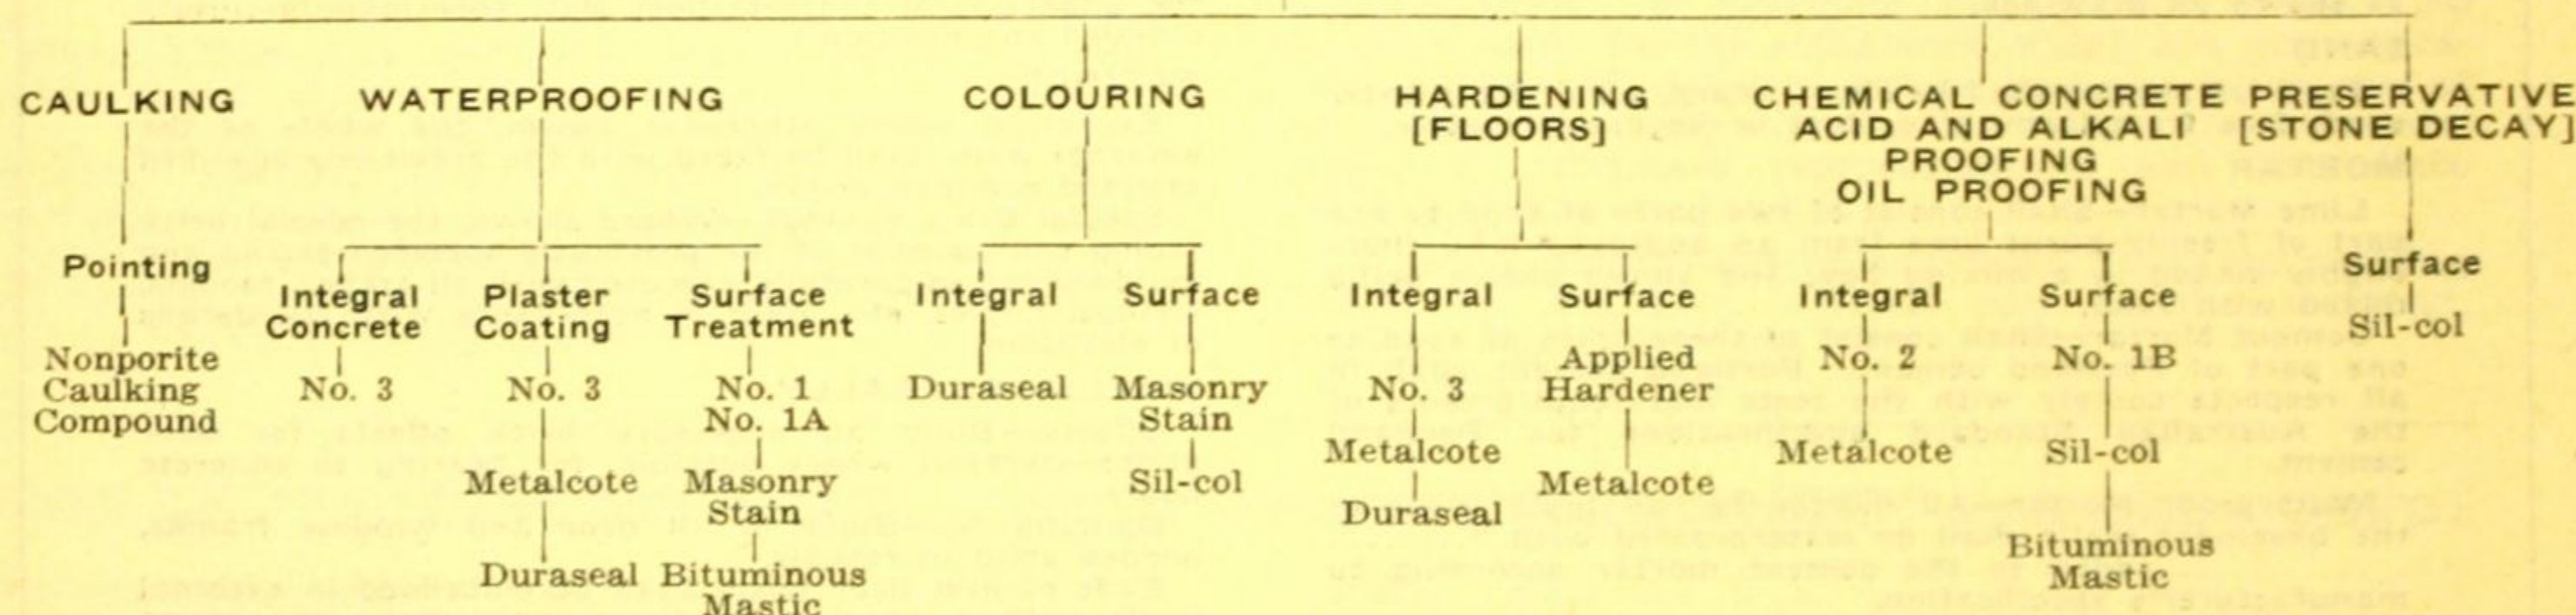 CAULKING
Pointing
Nonporite
Caulking
Compound
WATERPROOFING
Integral
Concrete
No. 3
Plaster
Coating
No. 3
Metalcote
Duraseal
Surface
Treatment
No. 1
No. 1A
Masonry
Stain
Bituminous
Mastic
COLOURING
Integral
Duraseal
Surface
Masonry
Stain
Sil-col
HARDENING
[FLOORS]
Integral
No. 3
Metalcote
Duraseal
Surface
Applied
Hardener
Metalcote
CHEMICAL CONCRETE
ACID AND ALKALI
PROOFING
OIL PROOFING
Integral
No. 2
Metalcote
Surface
No. 1B
Sil-col
Bituminous
Mastic
PRESERVATIVE
[STONE DECAY]
Surface
Sil-col